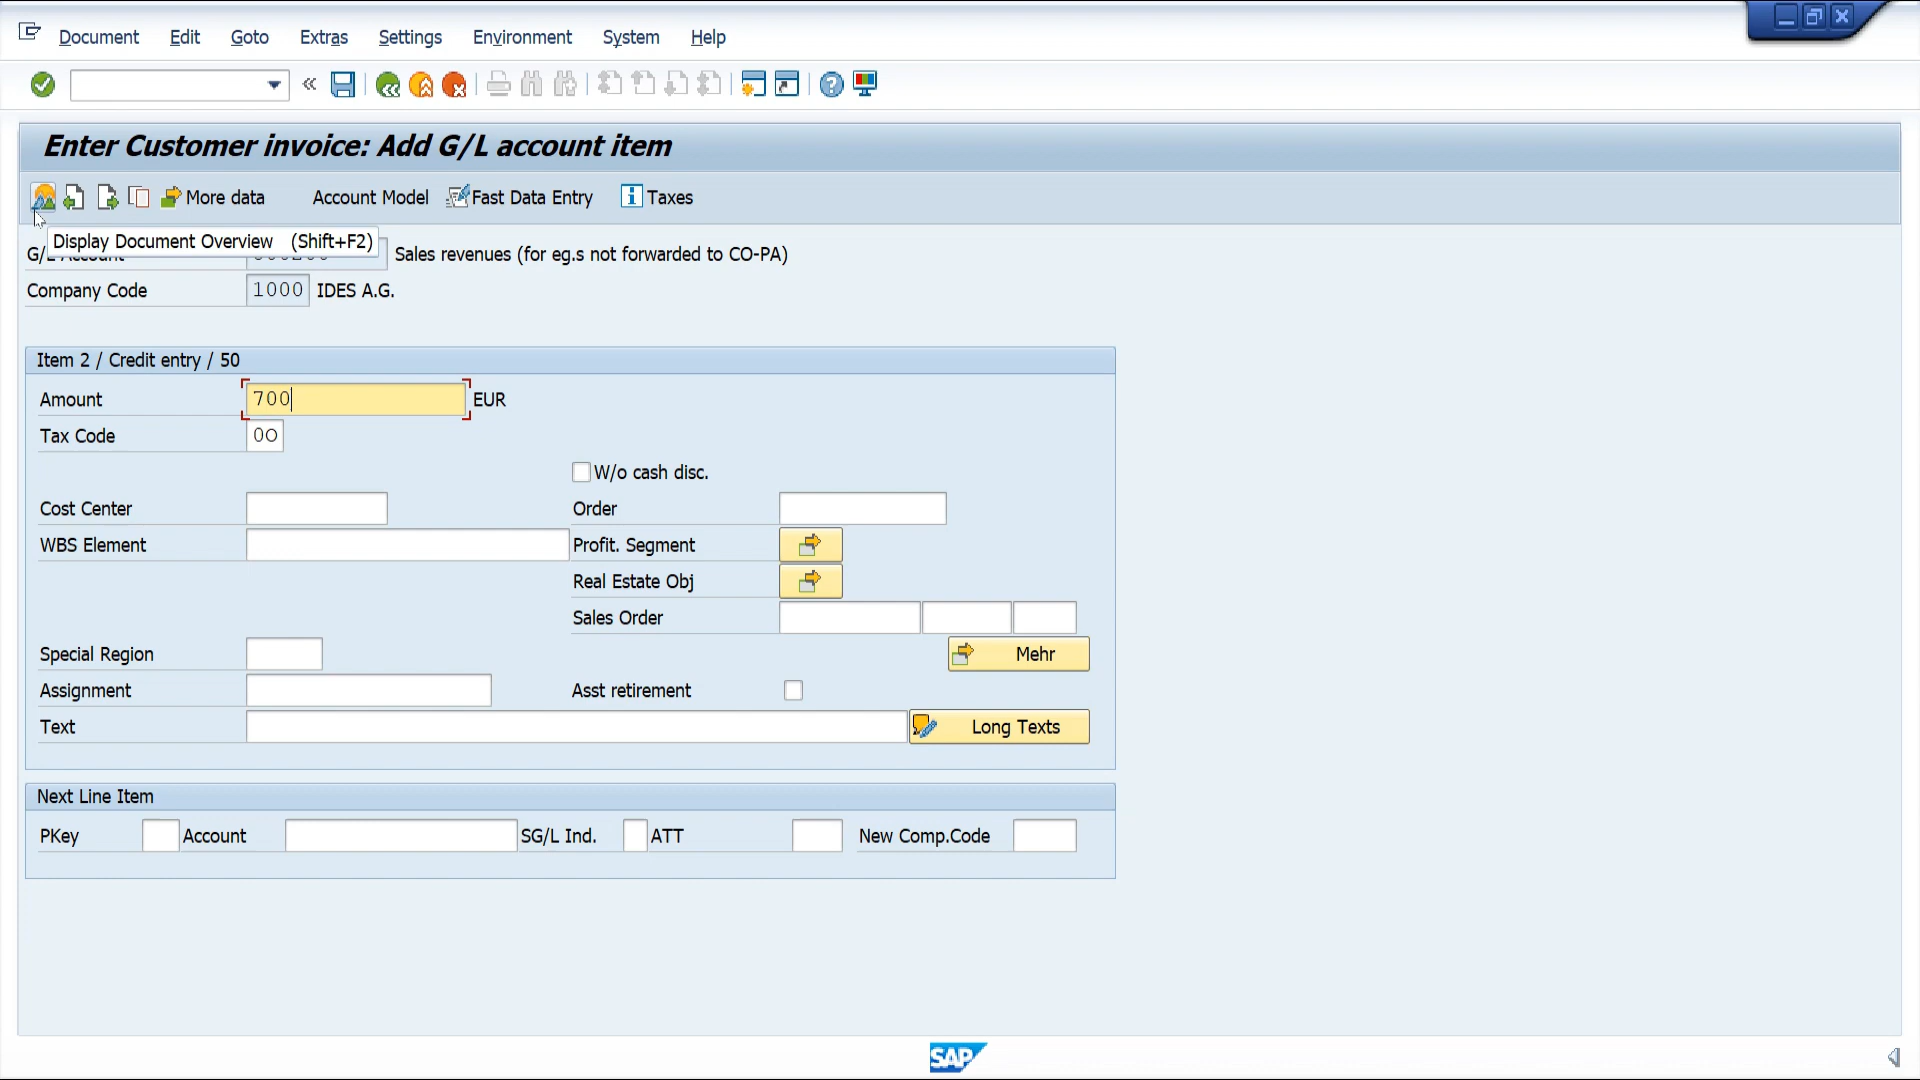 Document Edit Goto Extras Settings Environment System Help
Enter Customer invoice: Add G/L account item
More data Account Model Fast Data Entry Taxes
Display Document Overview (Shift+F2)
Sales revenues (for eg.s not forwarded to CO-PA)
Company Code 1000 IDES A.G.
Item 2 / Credit entry / 50
Amount 700 EUR
Tax Code 0O
W/o cash disc.
Cost Center Order
WBS Element Profit. Segment
Real Estate Obj
Sales Order
Special Region Mehr
Assignment Asst retirement
Text Long Texts
Next Line Item
PKey Account SG/L Ind. ATT New Comp.Code
SAP